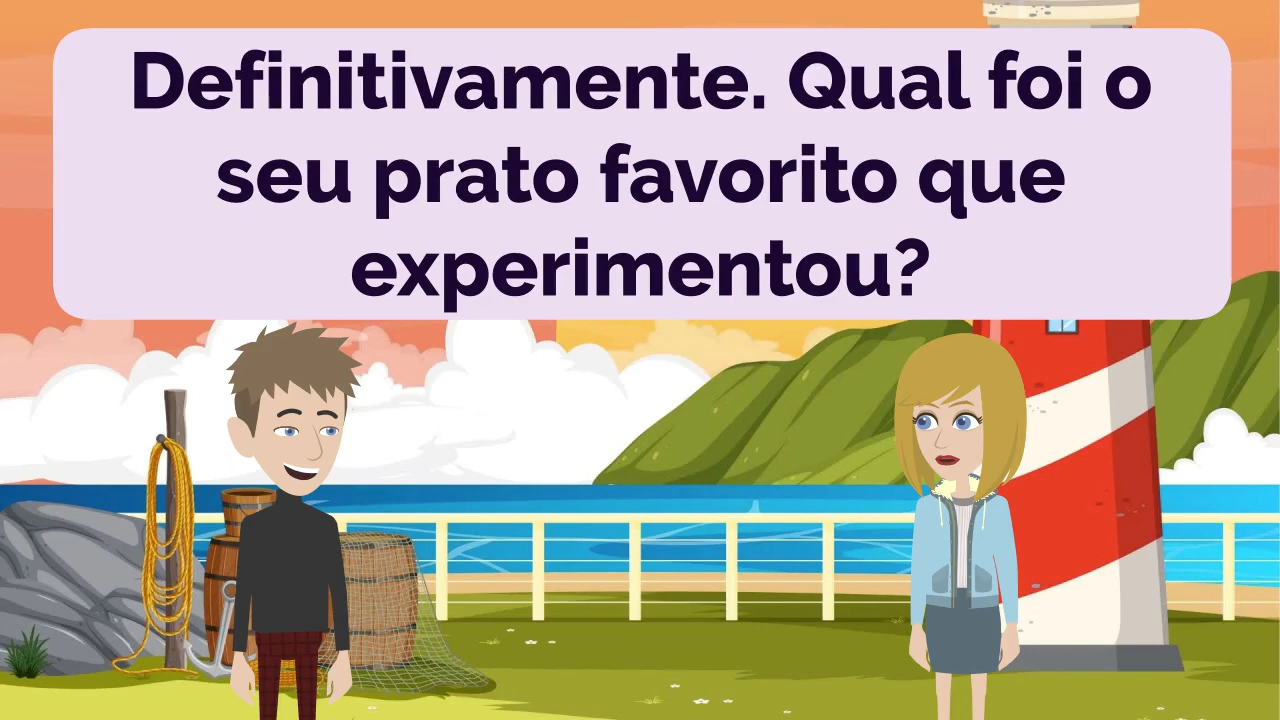 Definitivamente. Qual foi o
seu prato favorito que
experimentou?